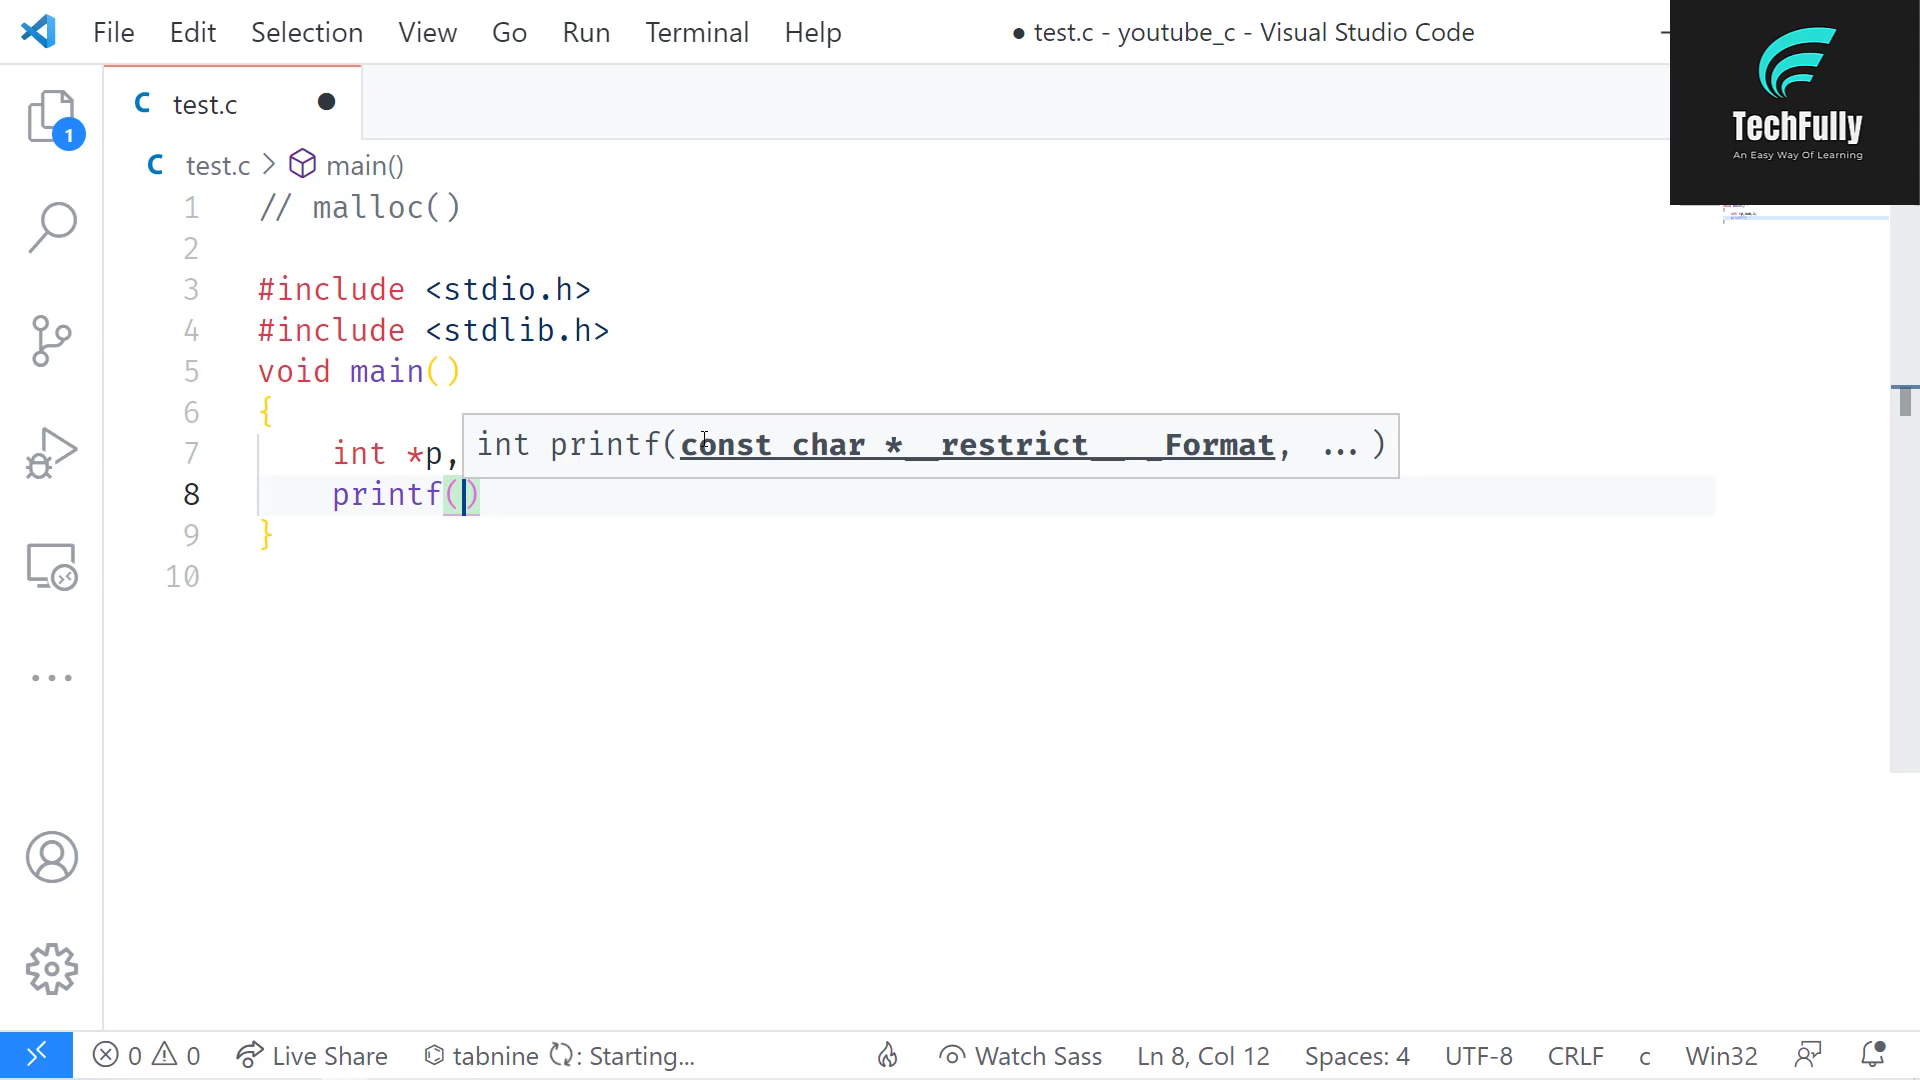 File Edit Selection View Go Run Terminal Help
● test.c - youtube_c - Visual Studio Code
TechFully
An Easy Way Of Learning
C test.c ●
1
C test.c > main()
1 // malloc()
2
3 #include <stdio.h>
4 #include <stdlib.h>
5 void main()
6 {
int printf(const char *__restrict__ _Format, ...)
7 int *p,
8 printf()
9 }
10
0 0 Live Share tabnine : Starting... Watch Sass Ln 8, Col 12 Spaces: 4 UTF-8 CRLF c Win32